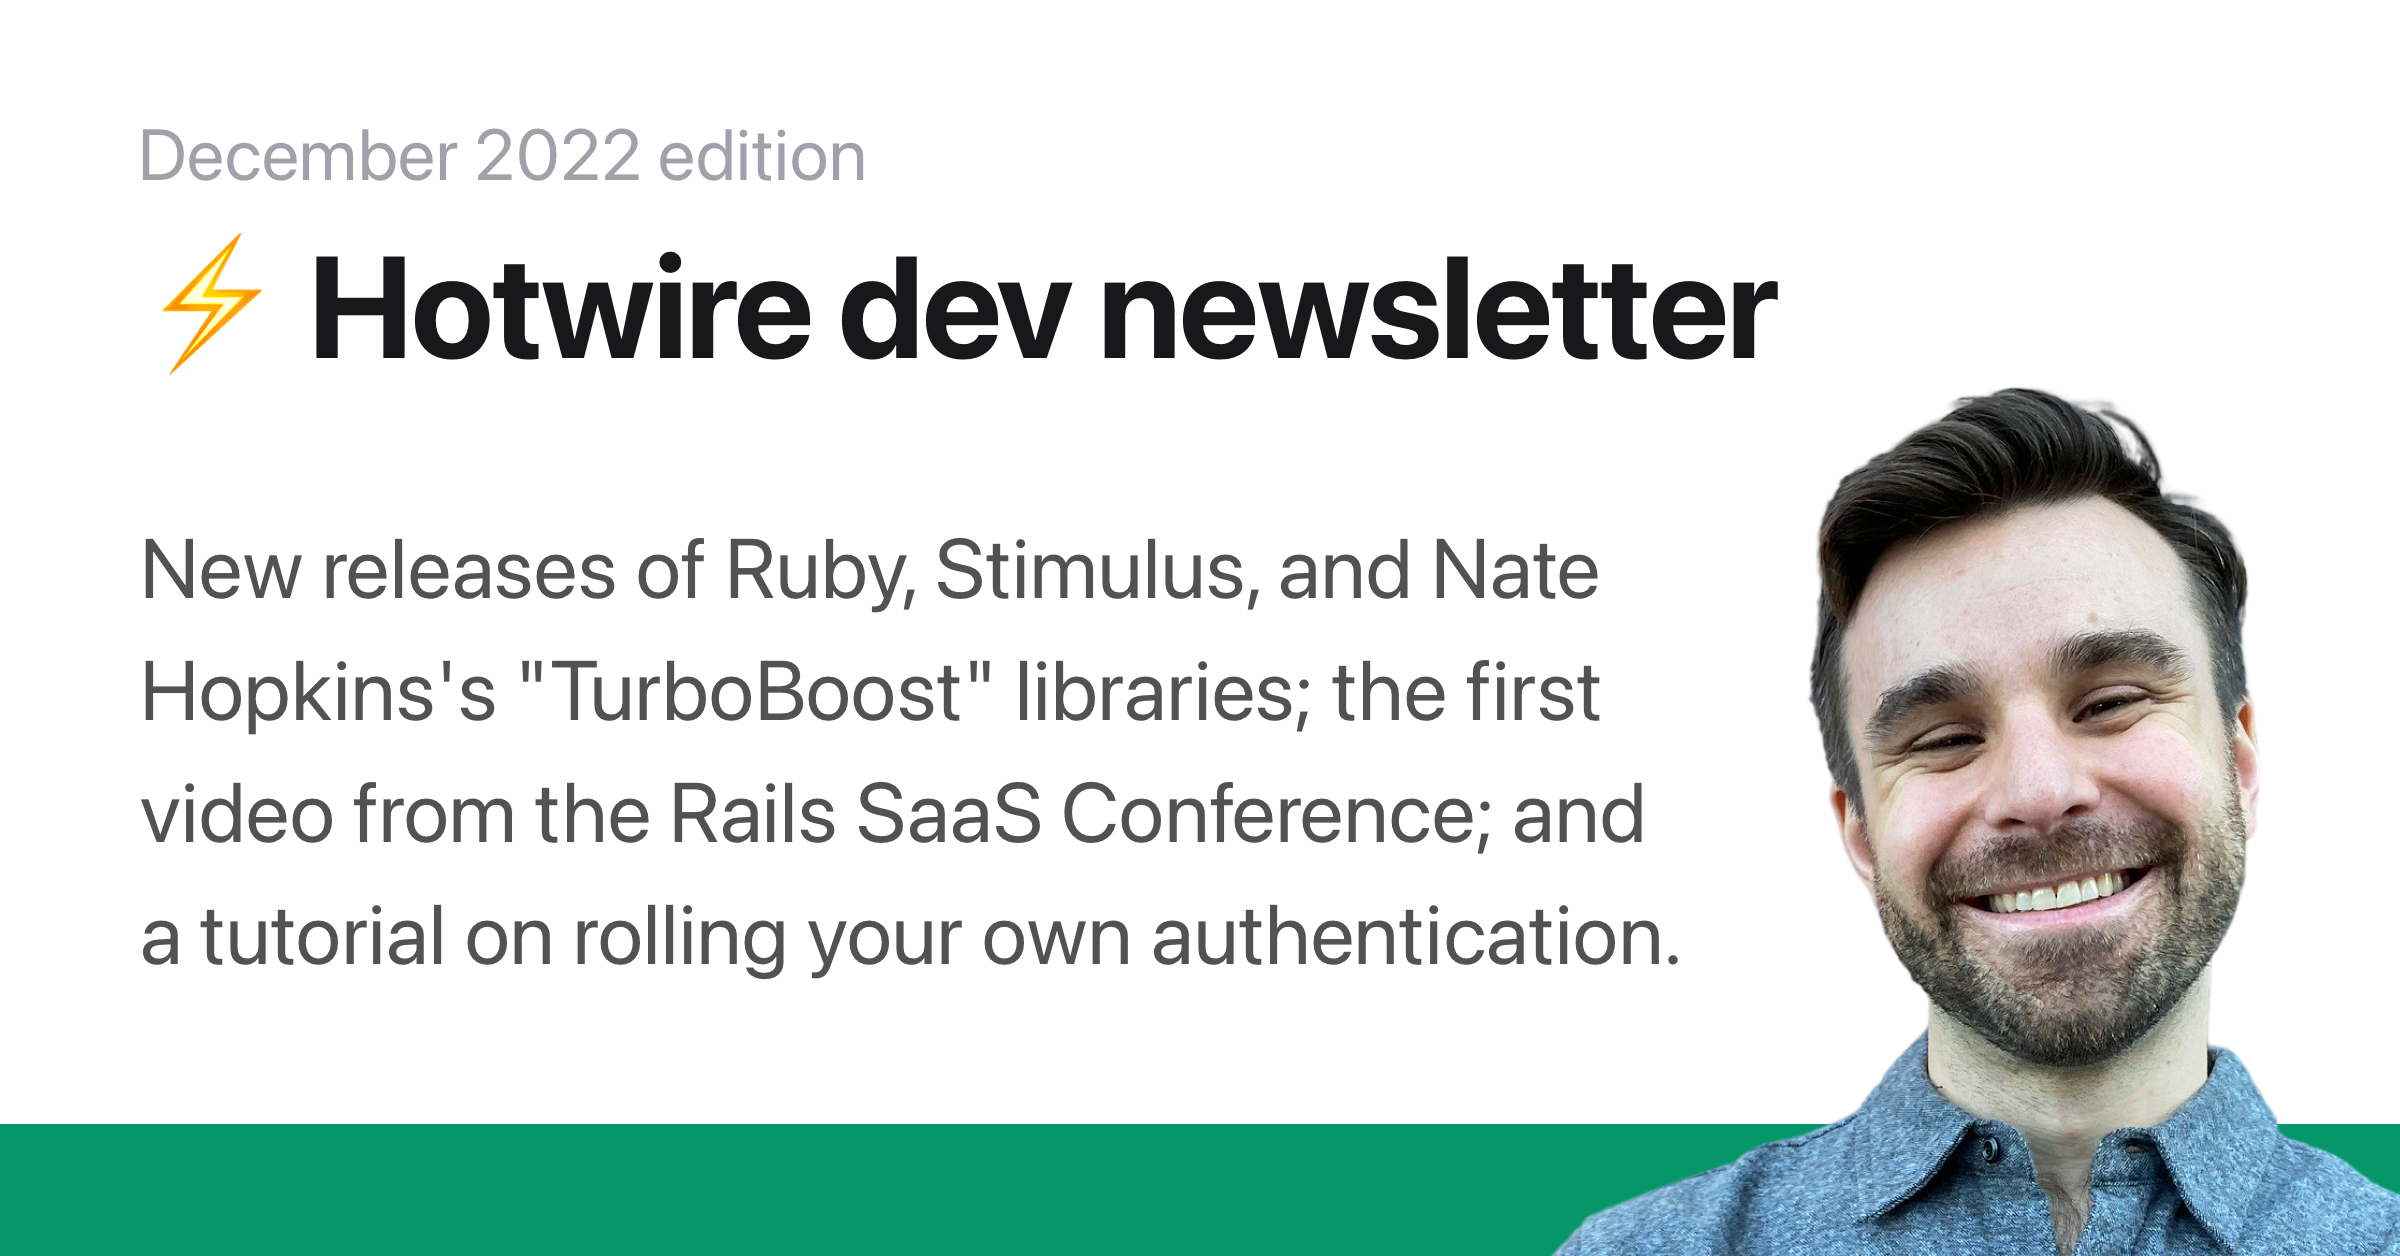 December 2022 edition
⚡ Hotwire dev newsletter
New releases of Ruby, Stimulus, and Nate
Hopkins's "TurboBoost" libraries; the first
video from the Rails SaaS Conference; and
a tutorial on rolling your own authentication.